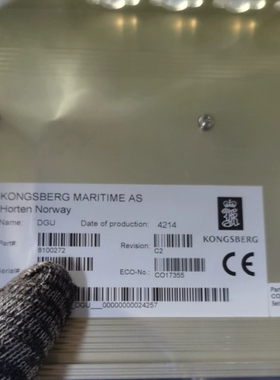 KONGSBERG MARITIME AS
Horten Norway
Name: DGU Date of production: 4214
Part#: 8100272 Revision: C2
KONGSBERG
Serial#: ECO-No.: CO17355
CE
DGU___00000000024257